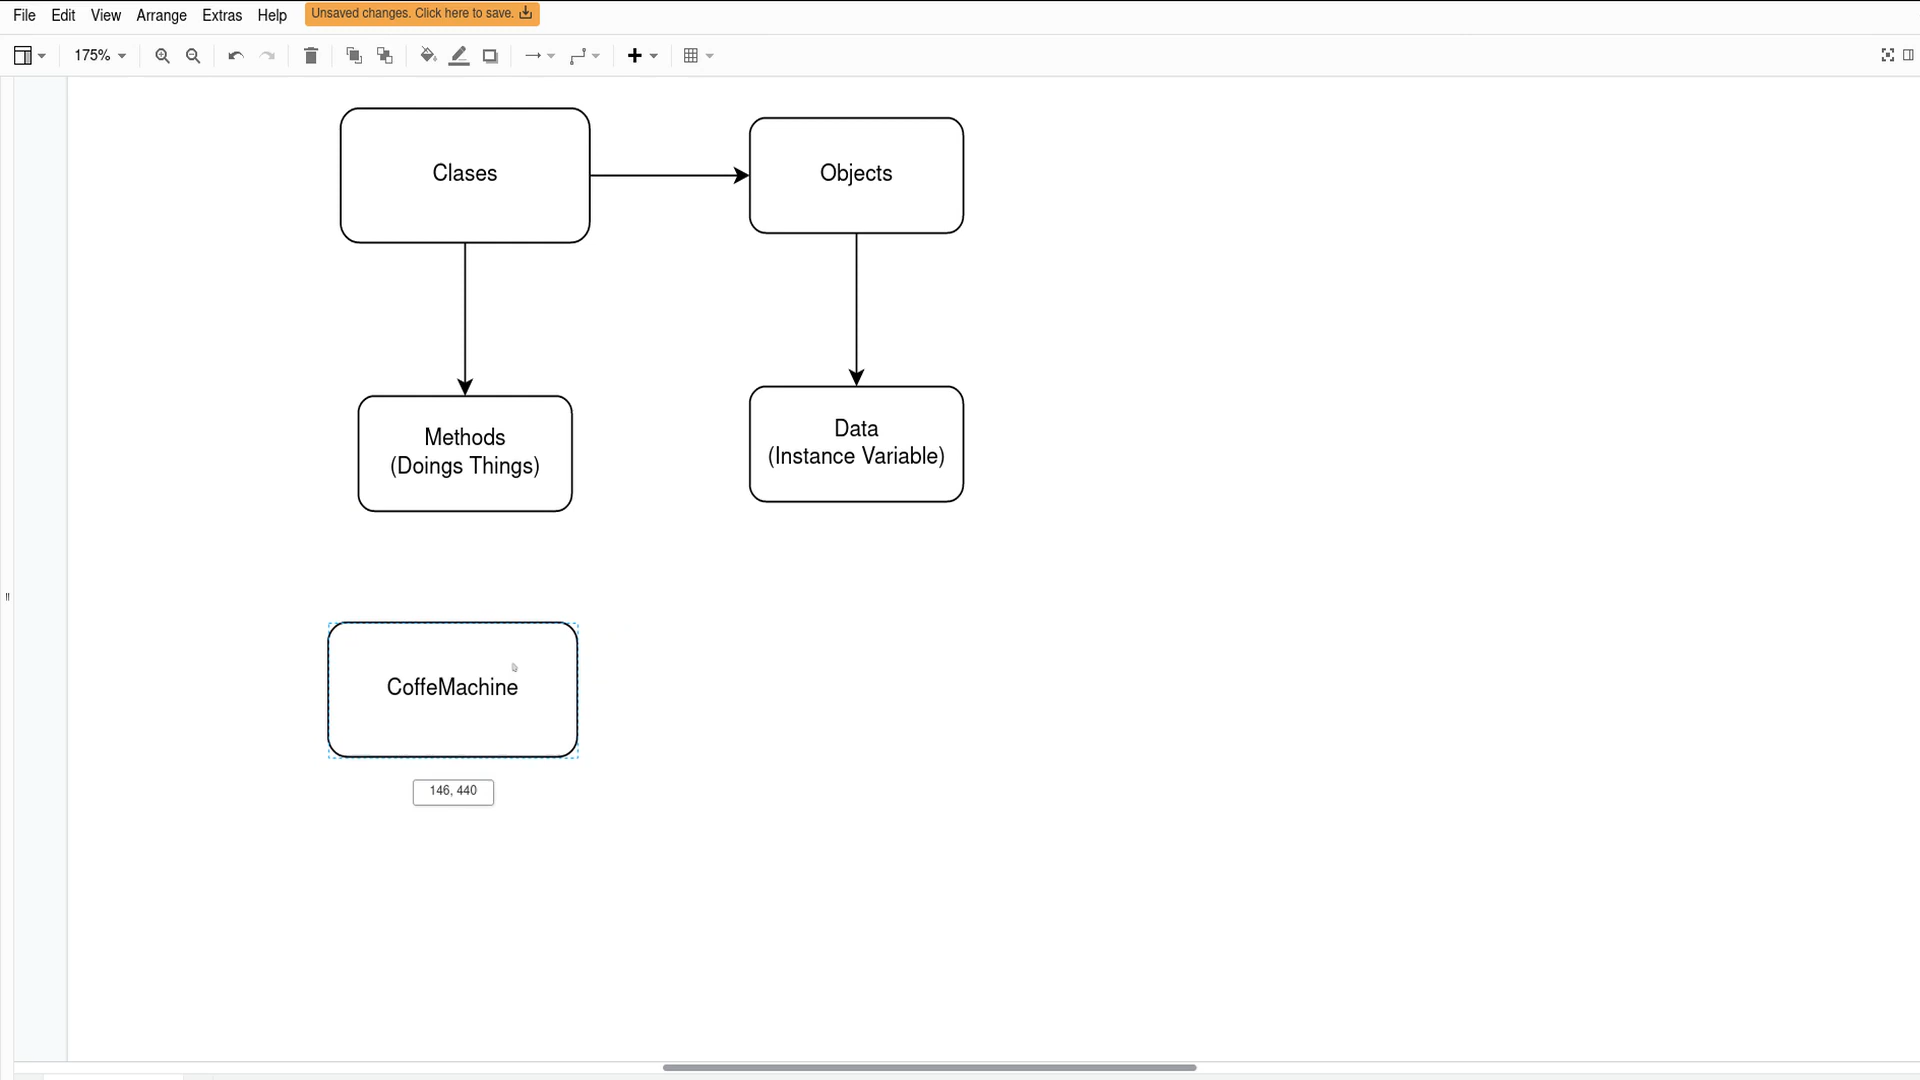 File Edit View Arrange Extras Help Unsaved changes. Click here to save.
175%
Clases
Objects
Methods
(Doings Things)
Data
(Instance Variable)
CoffeMachine
146, 440